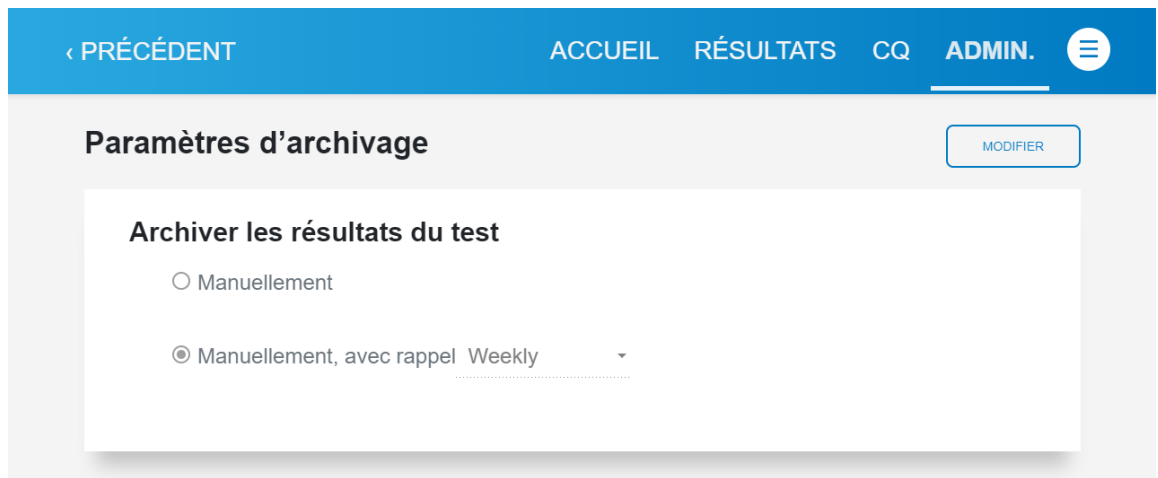 ‹ PRÉCÉDENT ACCUEIL RÉSULTATS CQ ADMIN.
Paramètres d’archivage MODIFIER
Archiver les résultats du test
Manuellement
Manuellement, avec rappel Weekly